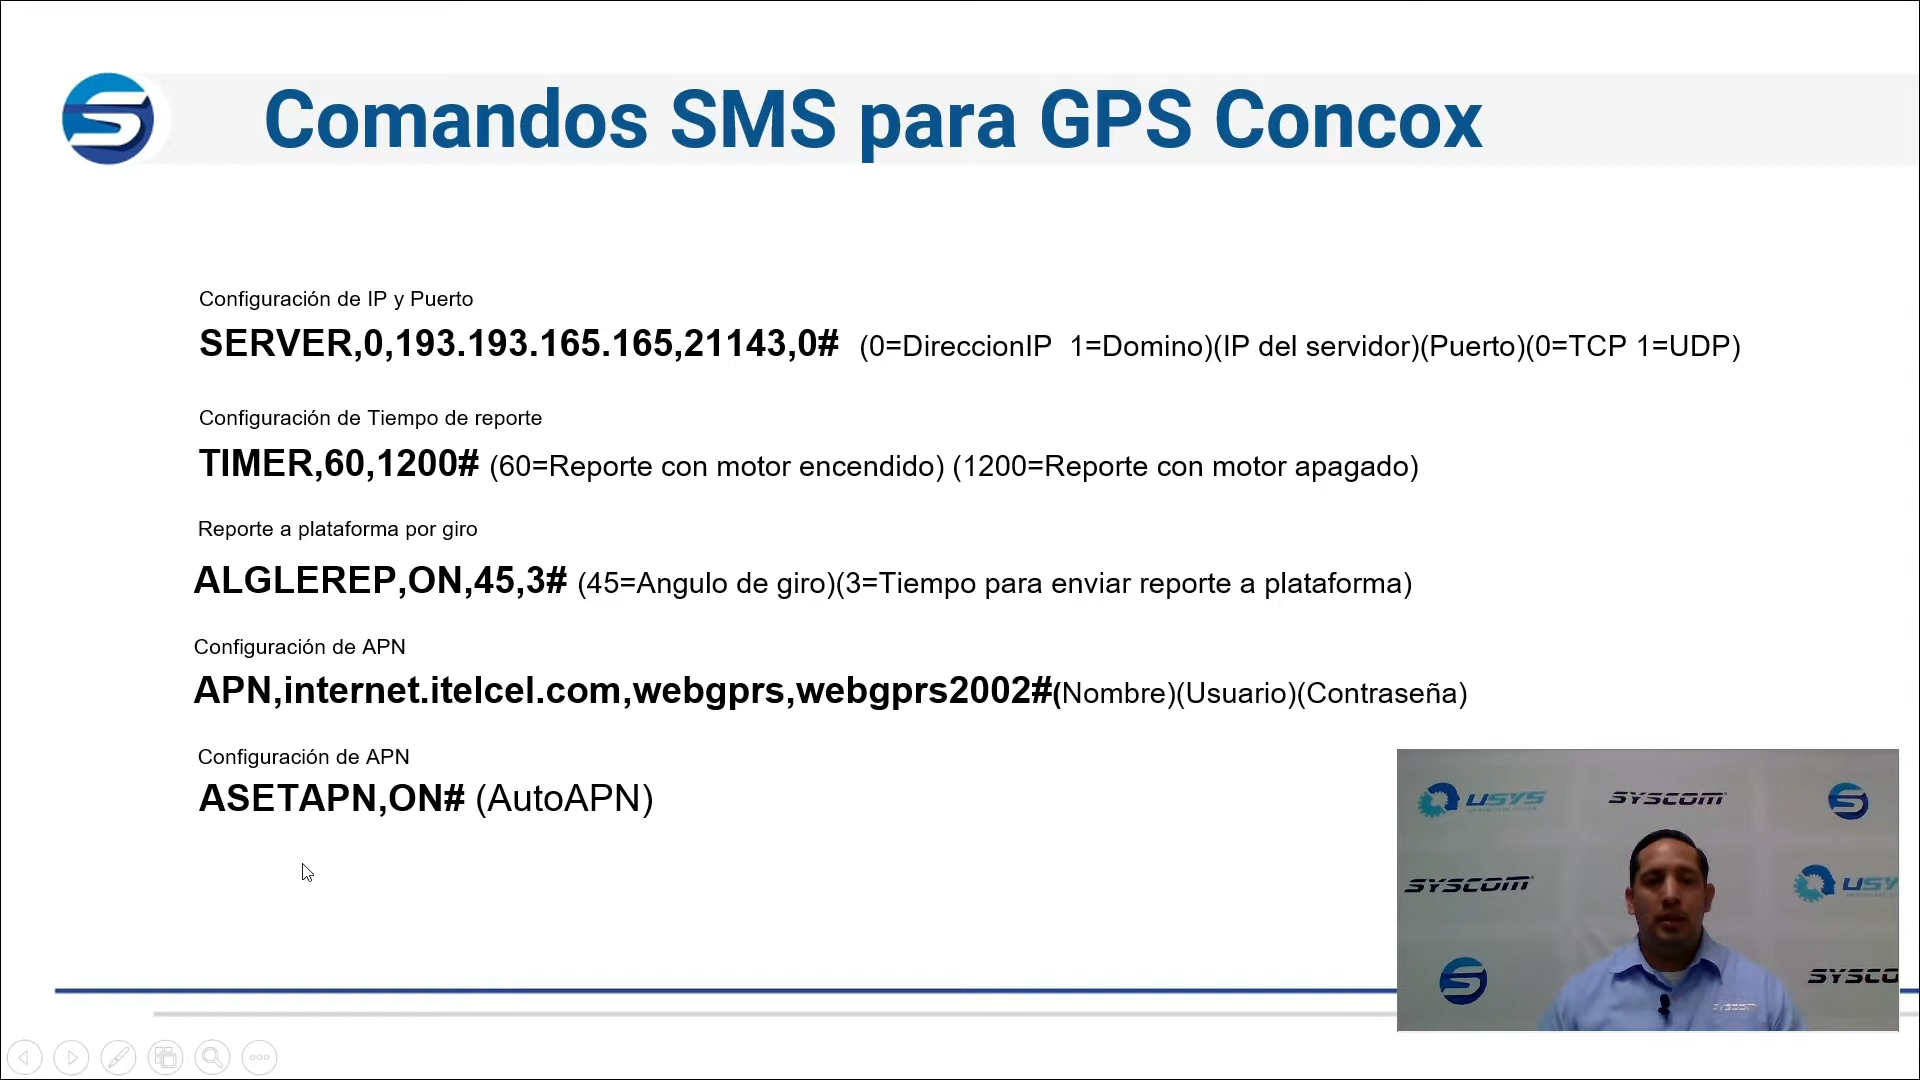 Comandos SMS para GPS Concox
Configuración de IP y Puerto
SERVER,0,193.193.165.165,21143,0# (0=DireccionIP 1=Domino)(IP del servidor)(Puerto)(0=TCP 1=UDP)
Configuración de Tiempo de reporte
TIMER,60,1200# (60=Reporte con motor encendido) (1200=Reporte con motor apagado)
Reporte a plataforma por giro
ALGLEREP,ON,45,3# (45=Angulo de giro)(3=Tiempo para enviar reporte a plataforma)
Configuración de APN
APN,internet.itelcel.com,webgprs,webgprs2002#(Nombre)(Usuario)(Contraseña)
Configuración de APN
ASETAPN,ON# (AutoAPN)
USYS
SYSCOM
SYSCOM
USY
SYSCO
SYSCOM